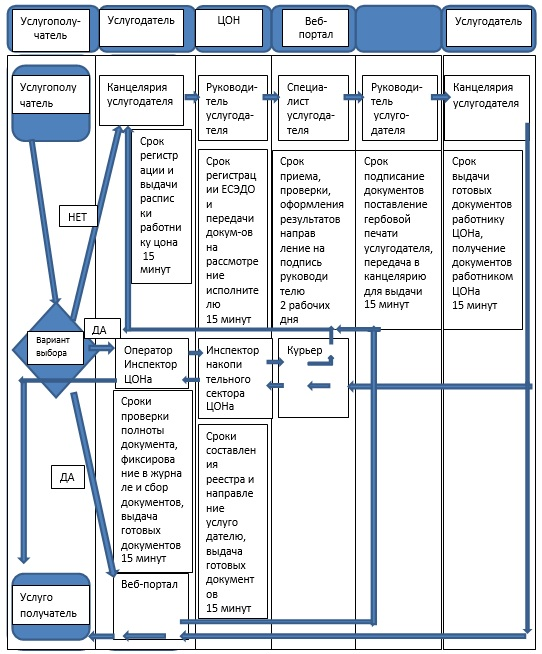 Услугополу-
чатель
Услугодатель
ЦОН
Веб-
портал
Услугодатель
Услугополу
чатель
Канцелярия
услугодателя
Руководи-
тель
услугода-
теля
Специа-
лист
услугода-
теля
Руководи-
тель
услуго-
дателя
Канцелярия
услугодателя
Срок
регистр
ации и
выдачи
распис
ки
работни
ку цона
15
минут
Срок
регистрац
ии ЕСЭДО
и
передачи
докум-ов
на
рассмотре
ние
исполните
лю
15 минут
Срок
приема,
проверки,
оформления
результатов
направ
ление на
подпись
руководи
телю
2 рабочих
дня
Срок
подписание
документов
поставление
гербовой
печати
услугодателя,
передача в
канцелярию
для выдачи
15 минут
Срок
выдачи
готовых
документов
работнику
ЦОНа,
получение
документов
работником
ЦОНа
15 минут
НЕТ
ДА
Вариант
выбора
Оператор
Инспектор
ЦОНа
Инспектор
накопи
тельного
сектора
ЦОНа
Курьер
Сроки
проверки
полноты
документа,
фиксирова
ние в журна
ле и сбор
документов,
выдача
готовых
документов
15 минут
Сроки
составлен
ия
реестра и
направле
ние
услуго
дателю,
выдача
готовых
документ
ов
15 минут
ДА
Веб-портал
Услуго
получатель